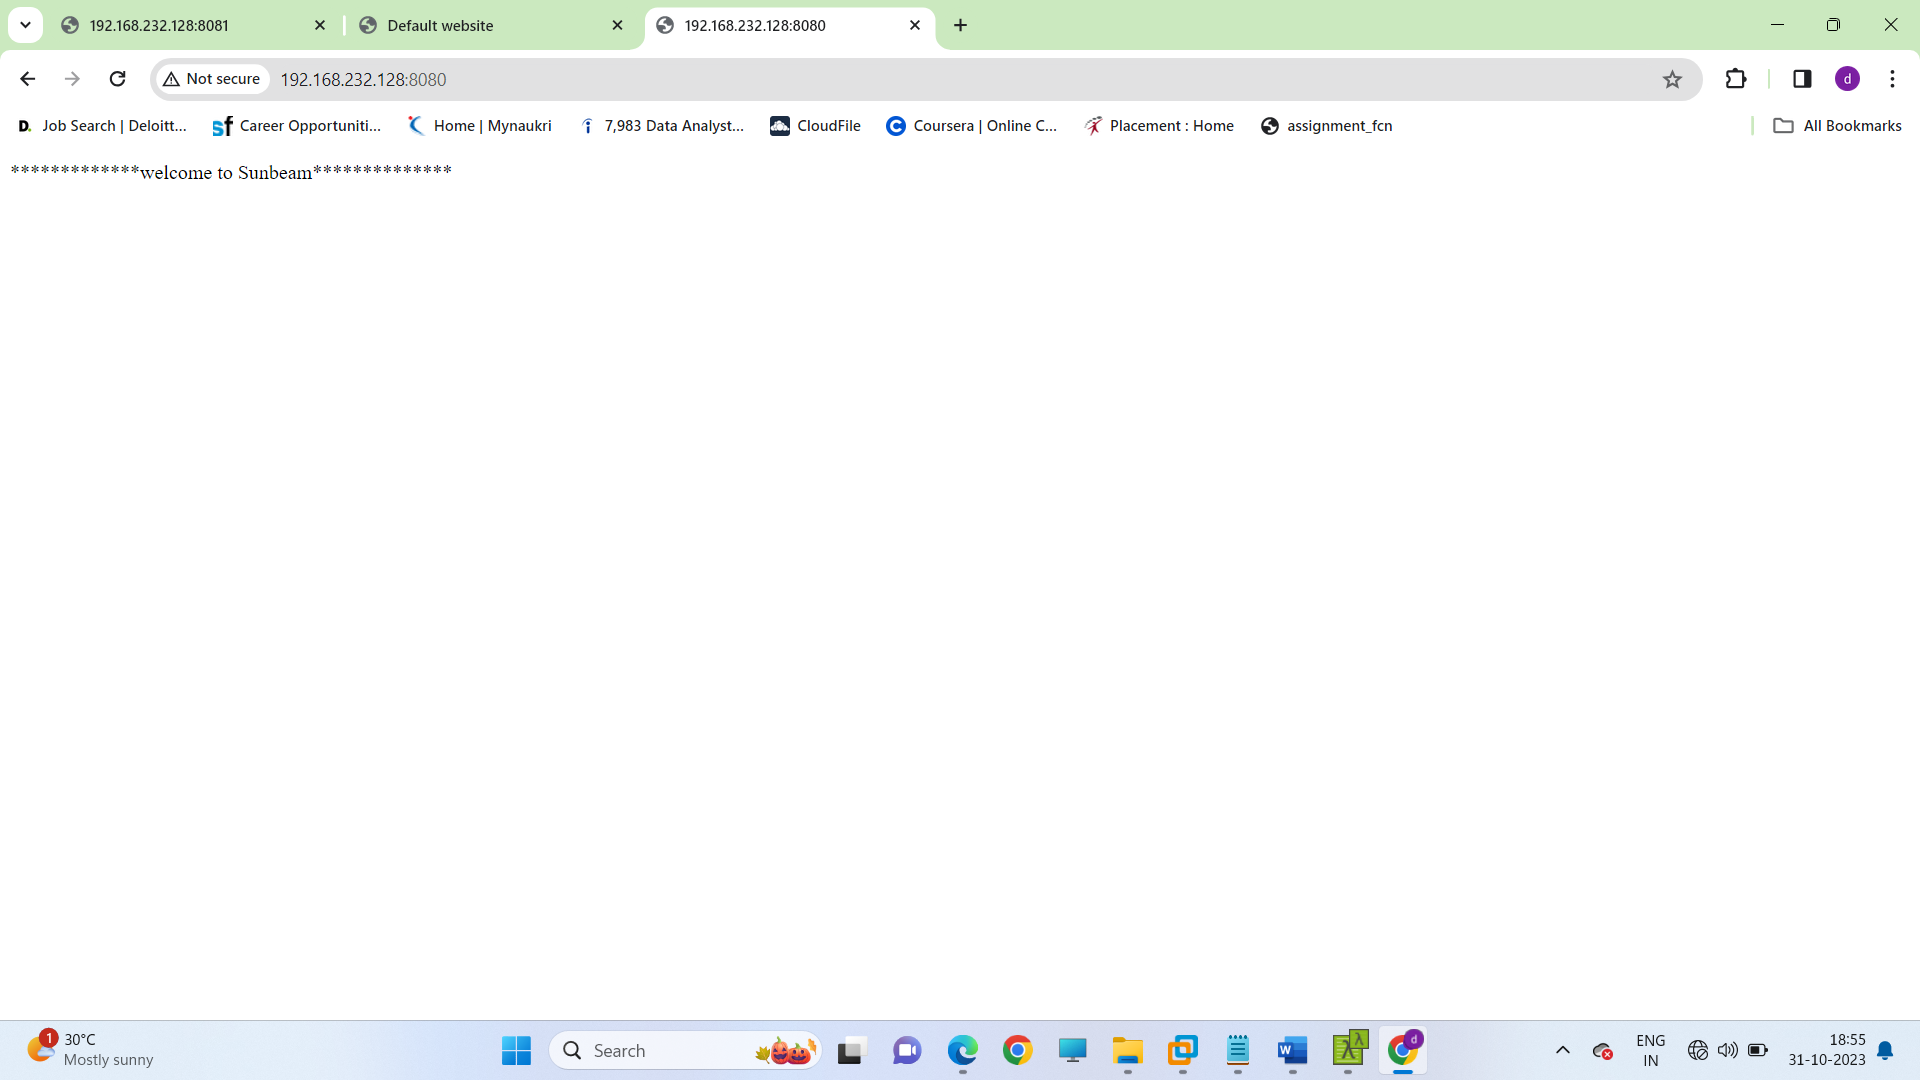 192.168.232.128:8081
Default website
192.168.232.128:8080
Not secure
192.168.232.128:8080
d
D. Job Search | Deloitt...
sf Career Opportuniti...
Home | Mynaukri
7,983 Data Analyst...
CloudFile
Coursera | Online C...
Placement : Home
assignment_fcn
All Bookmarks
*************welcome to Sunbeam**************
1
30°C
Mostly sunny
Search
W
λ
λ
d
ENG
IN
18:55
31-10-2023